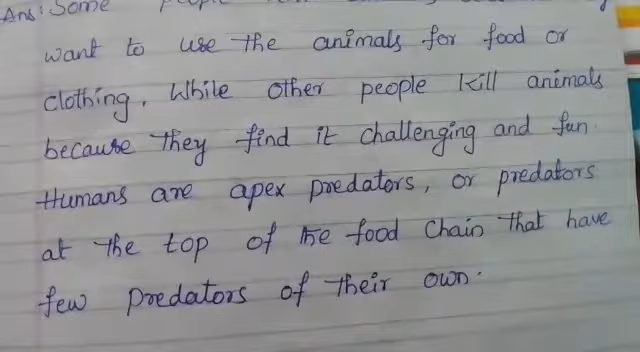 Ans: Some people
want to use the animals for food or
clothing. While other people kill animals
because they find it challenging and fun.
Humans are apex predators, or predators
at the top of the food chain that have
few predators of their own.